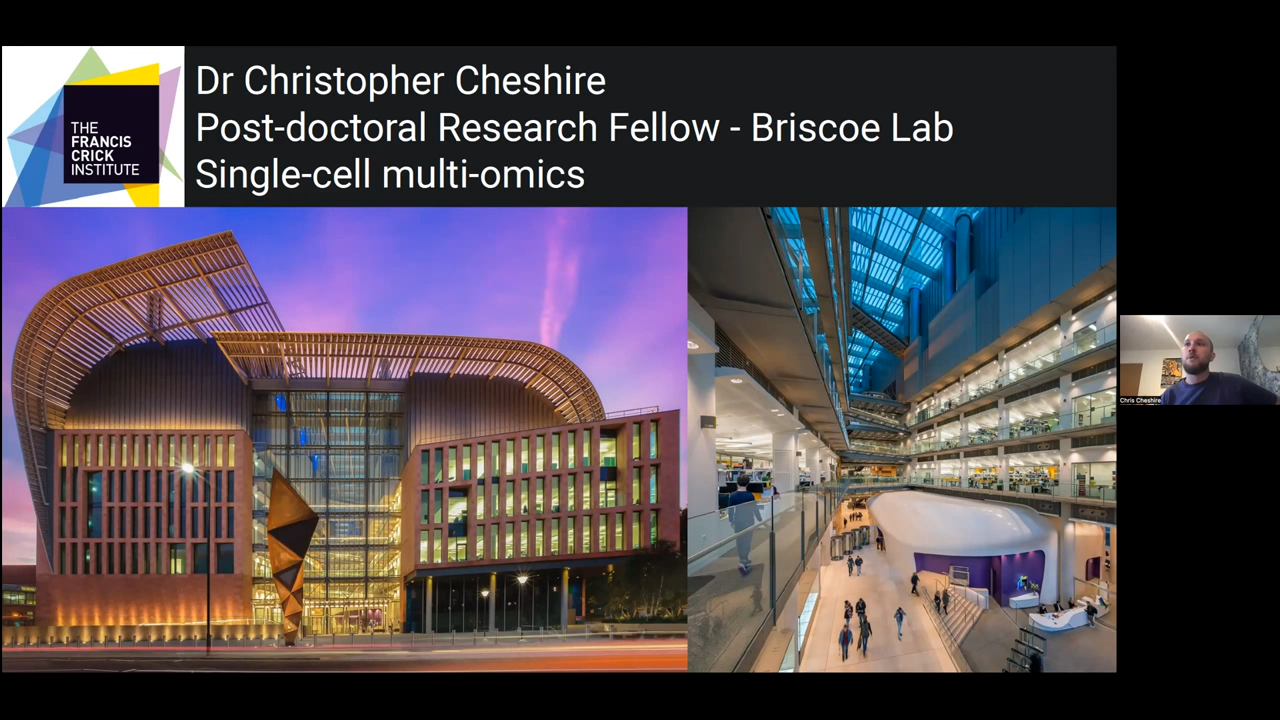 THE
FRANCIS
CRICK
INSTITUTE
Dr Christopher Cheshire
Post-doctoral Research Fellow - Briscoe Lab
Single-cell multi-omics
Chris Cheshire